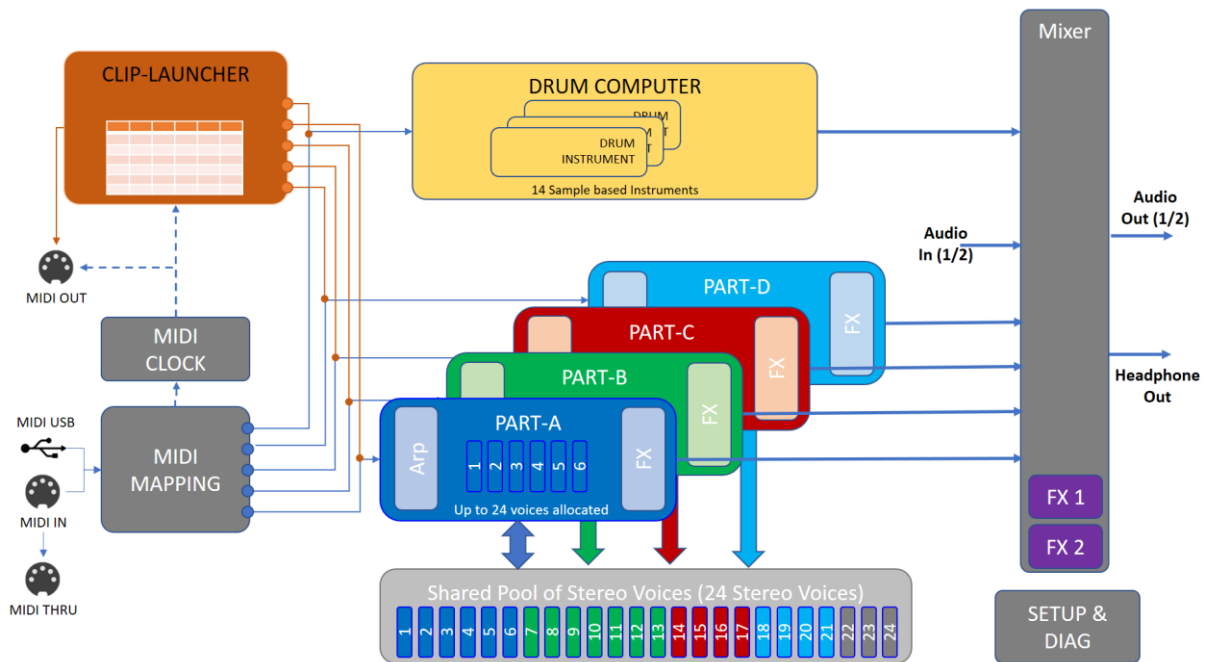 CLIP-LAUNCHER
DRUM COMPUTER
DRUM
DRUM
INSTRUMENT
14 Sample based Instruments
Mixer
Audio
Out (1/2)
Audio
In (1/2)
Headphone
Out
FX 1
FX 2
SETUP &
DIAG
MIDI OUT
MIDI
CLOCK
MIDI USB
MIDI
MAPPING
MIDI IN
MIDI THRU
PART-D
FX
PART-C
FX
PART-B
FX
PART-A
Arp
1 2 3 4 5 6
FX
Up to 24 voices allocated
Shared Pool of Stereo Voices (24 Stereo Voices)
1 2 3 4 5 6 7 8 9 10 11 12 13 14 15 16 17 18 19 20 21 22 23 24